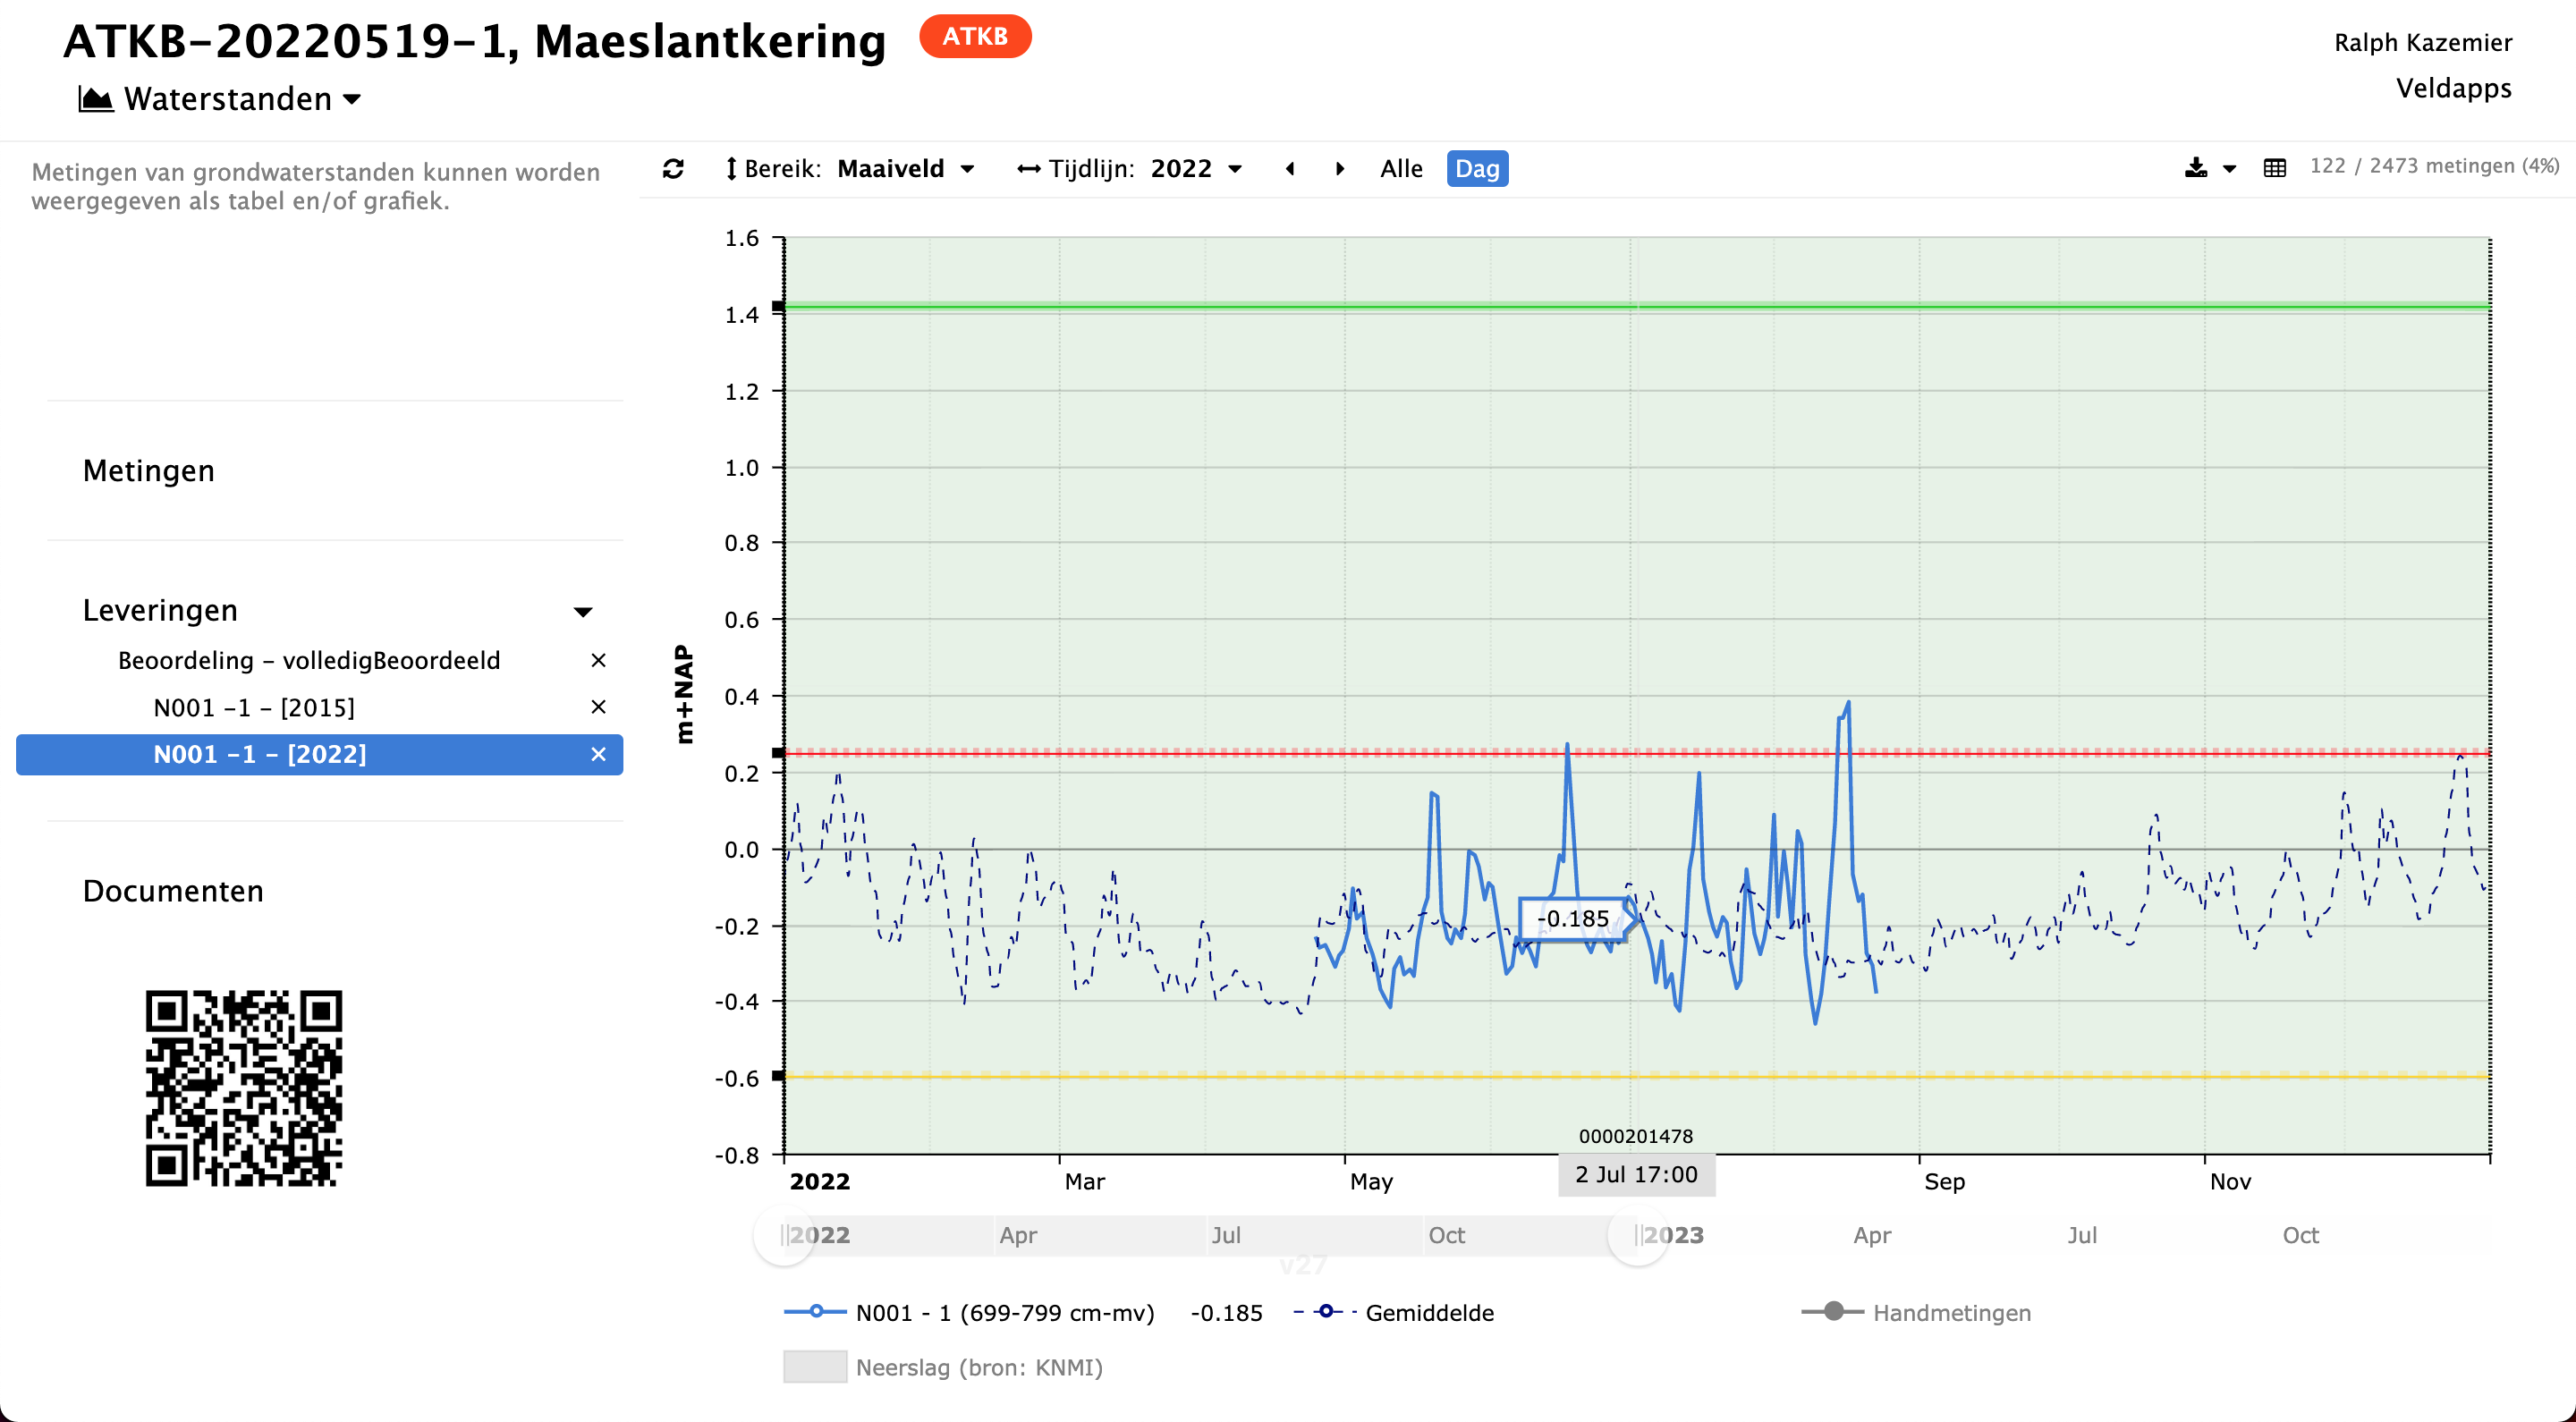 ATKB-20220519-1, Maeslantkering
ATKB
Ralph Kazemier
Waterstanden
Veldapps
Metingen van grondwaterstanden kunnen worden
weergegeven als tabel en/of grafiek.
Bereik: Maaiveld
Tijdlijn: 2022
Alle
Dag
122 / 2473 metingen (4%)
Metingen
Leveringen
Beoordeling - volledigBeoordeeld
N001 -1 - [2015]
N001 -1 - [2022]
Documenten
m+NAP
1.6
1.4
1.2
1.0
0.8
0.6
0.4
0.2
0.0
-0.2
-0.4
-0.6
-0.8
-0.185
0000201478
2022
Mar
May
2 Jul 17:00
Sep
Nov
2022
Apr
Jul
Oct
2023
Apr
Jul
Oct
v27
N001 - 1 (699-799 cm-mv) -0.185
Gemiddelde
Handmetingen
Neerslag (bron: KNMI)